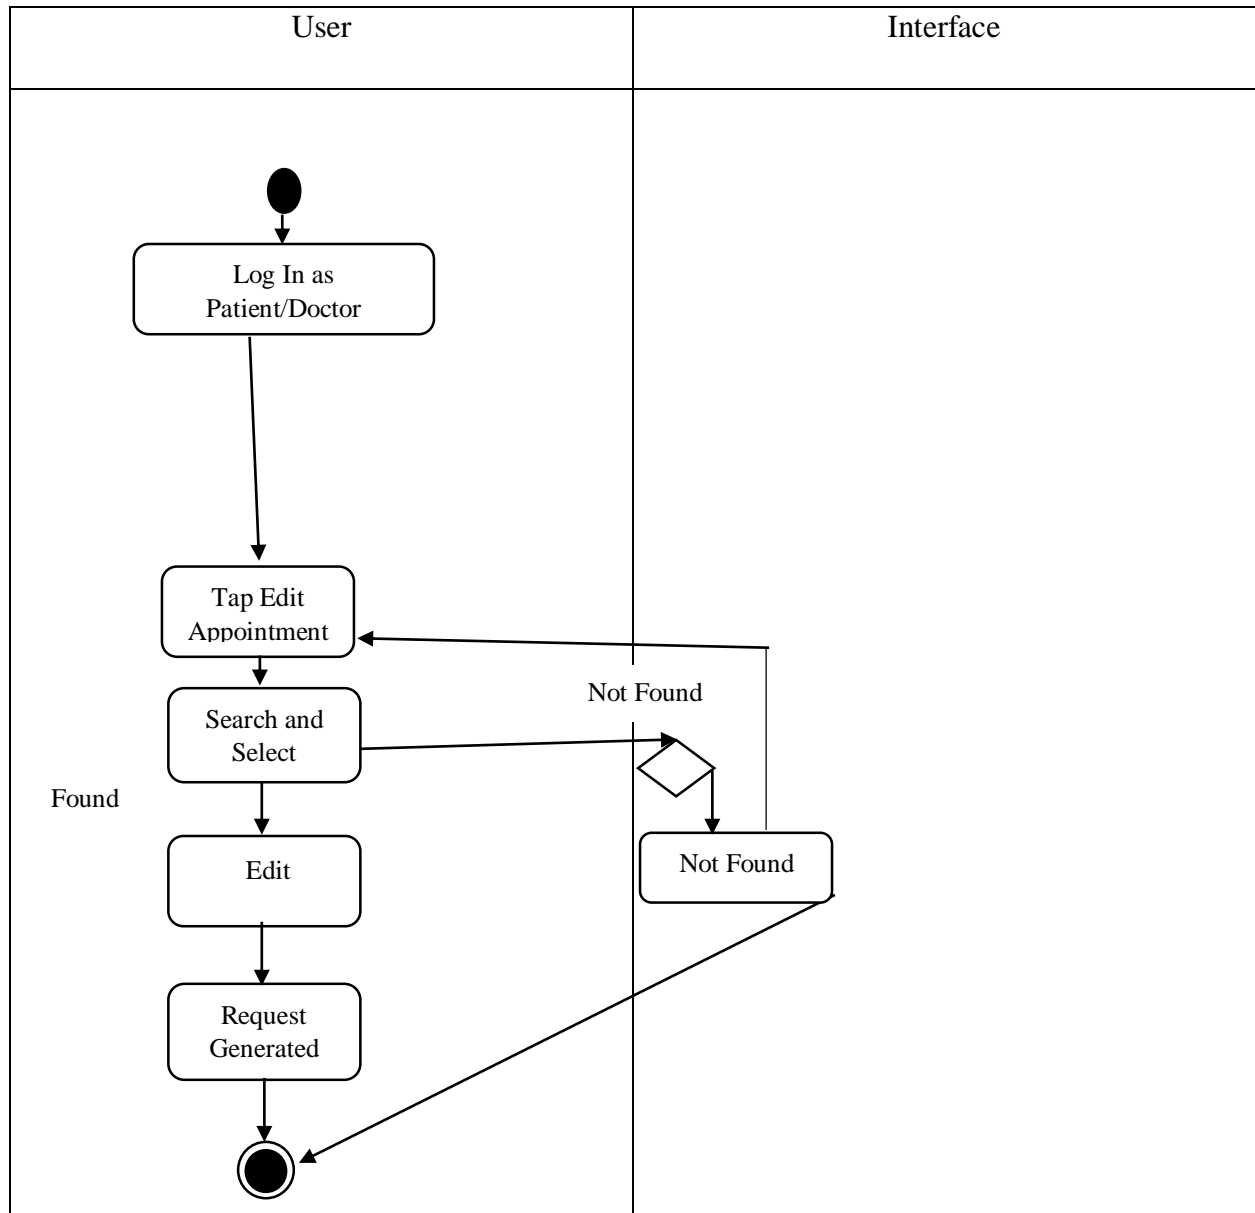 User
Interface
Log In as
Patient/Doctor
Tap Edit
Appointment
Not Found
Search and
Select
Found
Edit
Not Found
Request
Generated